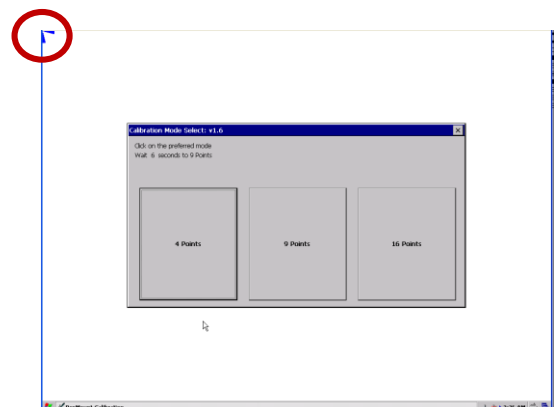 Calibration Mode Select: v1.6
Click on the preferred mode
Wait 6 seconds to 9 Points
4 Points
9 Points
16 Points
Calibration